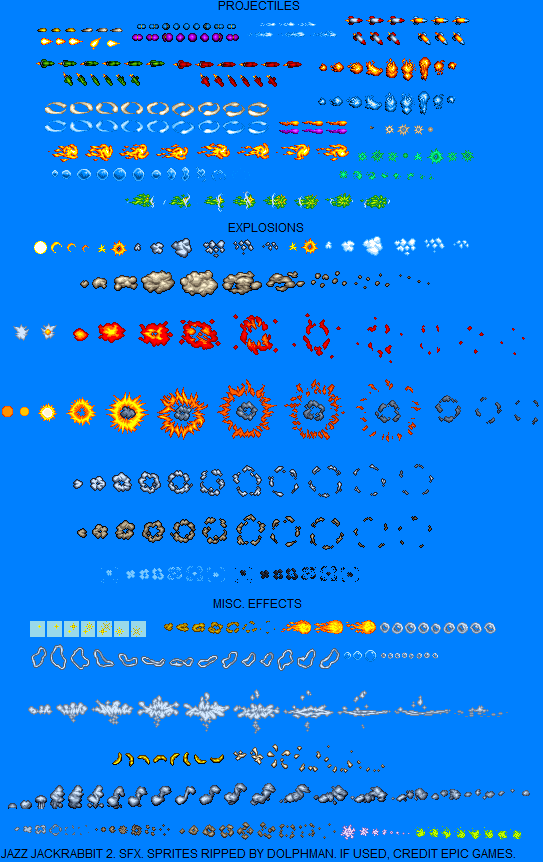 PROJECTILES
EXPLOSIONS
MISC. EFFECTS
JAZZ JACKRABBIT 2. SFX. SPRITES RIPPED BY DOLPHMAN. IF USED, CREDIT EPIC GAMES.